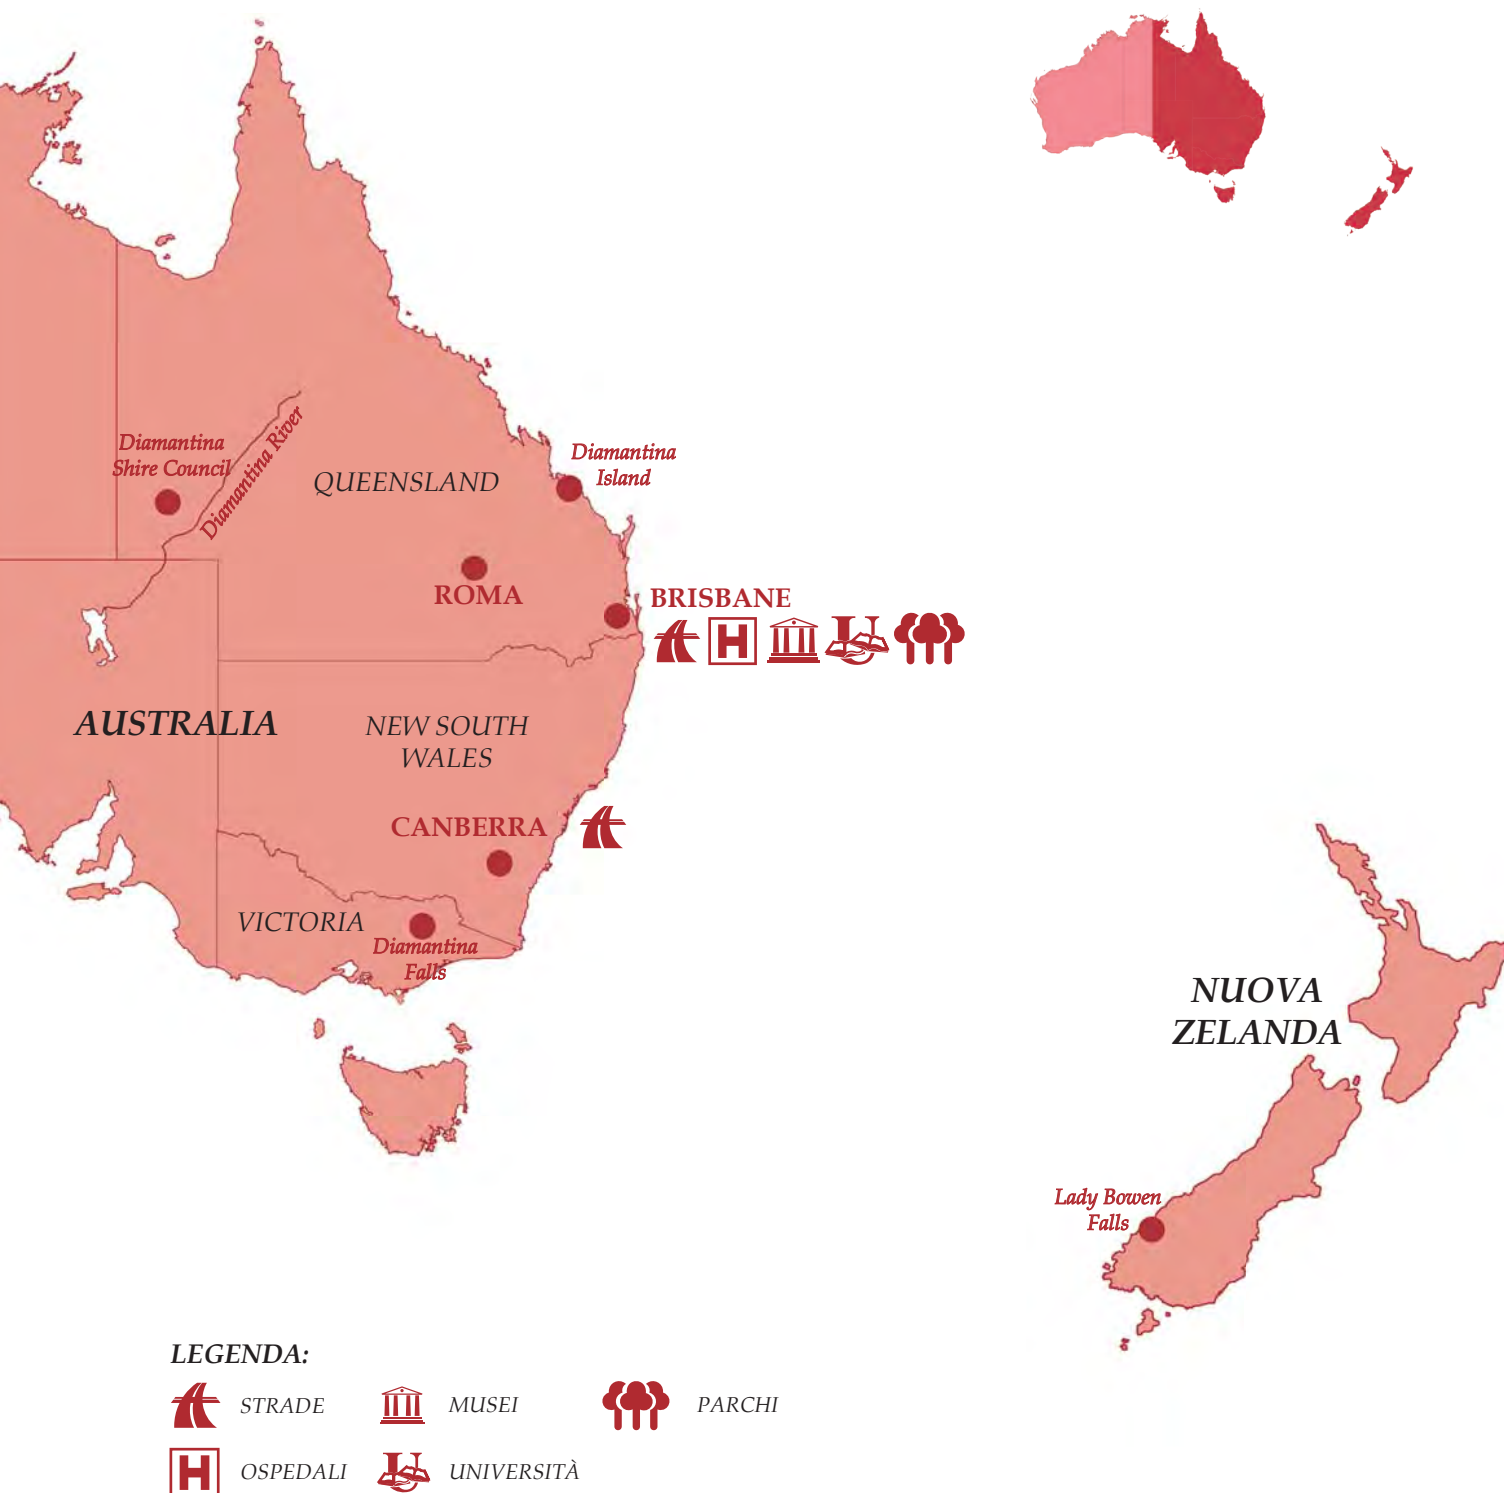 Diamantina
Shire Council
Diamantina River
QUEENSLAND
Diamantina
Island
ROMA
BRISBANE
AUSTRALIA
NEW SOUTH
WALES
CANBERRA
VICTORIA
Diamantina
Falls
NUOVA
ZELANDA
Lady Bowen
Falls
LEGENDA:
STRADE
MUSEI
PARCHI
H OSPEDALI
UNIVERSITÀ